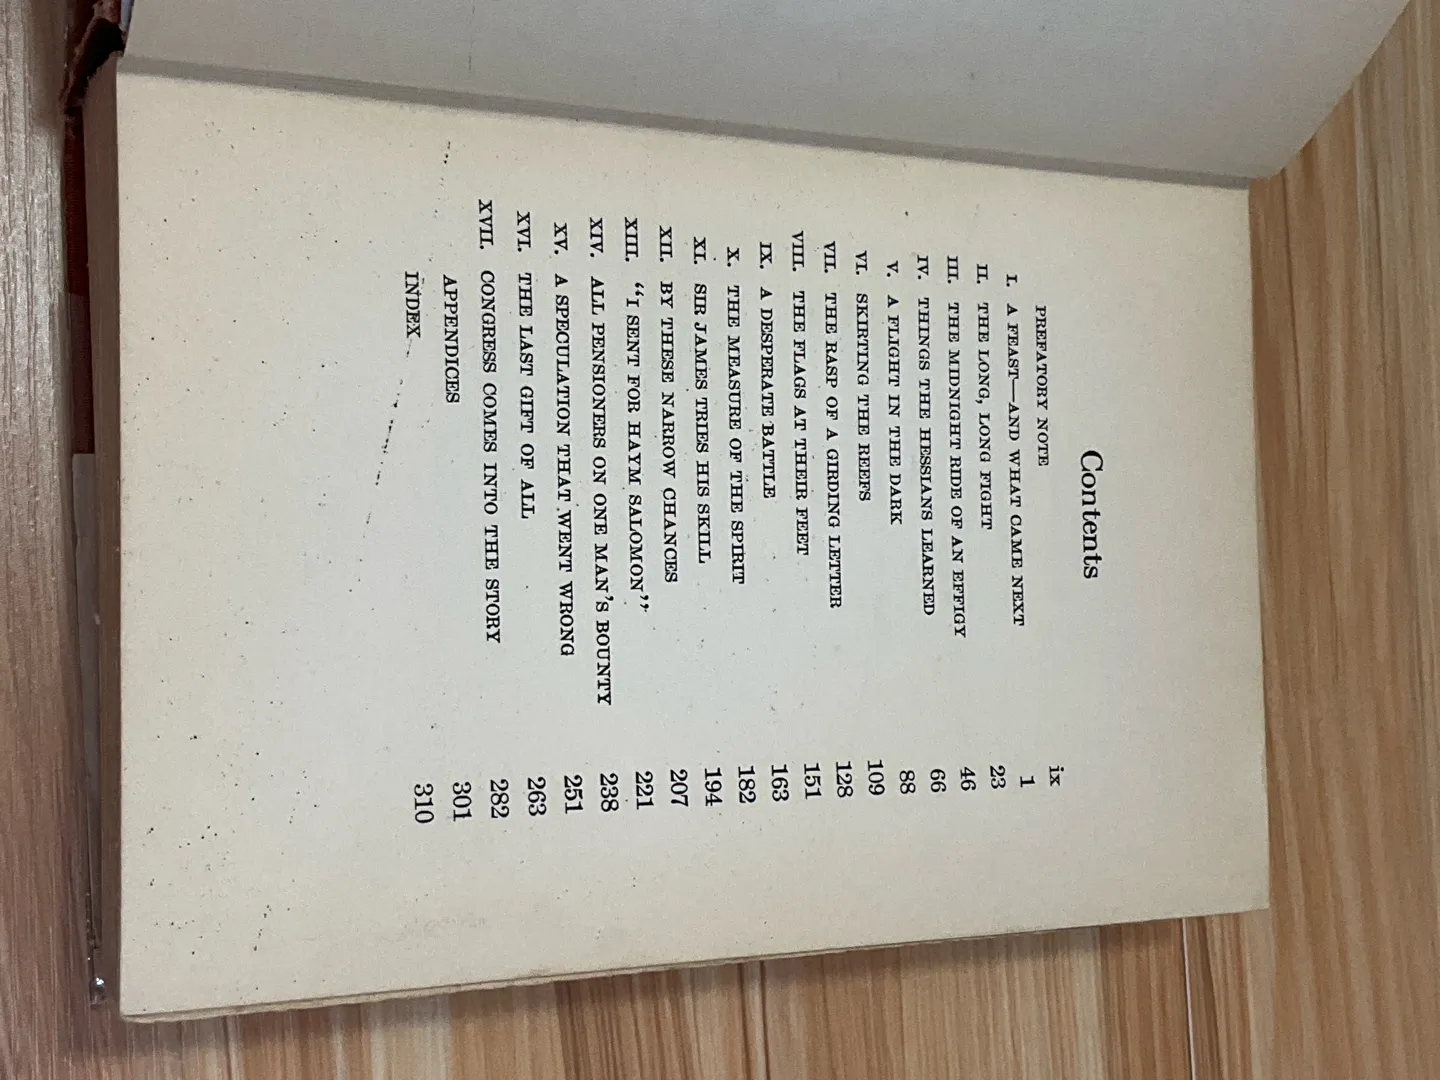 Contents
PREFATORY NOTE ix
I. A FEAST—AND WHAT CAME NEXT 1
II. THE LONG, LONG FIGHT 23
III. THE MIDNIGHT RIDE OF AN EFFIGY 46
IV. THINGS THE HESSIANS LEARNED 66
V. A FLIGHT IN THE DARK 88
VI. SKIRTING THE REEFS 109
VII. THE RASP OF A GIRDING LETTER 128
VIII. THE FLAGS AT THEIR FEET 151
IX. A DESPERATE BATTLE 163
X. THE MEASURE OF THE SPIRIT 182
XI. SIR JAMES TRIES HIS SKILL 194
XII. BY THESE NARROW CHANCES 207
XIII. "I SENT FOR HAYM SALOMON" 221
XIV. ALL PENSIONERS ON ONE MAN'S BOUNTY 238
XV. A SPECULATION THAT WENT WRONG 251
XVI. THE LAST GIFT OF ALL 263
XVII. CONGRESS COMES INTO THE STORY 282
APPENDICES 301
INDEX 310